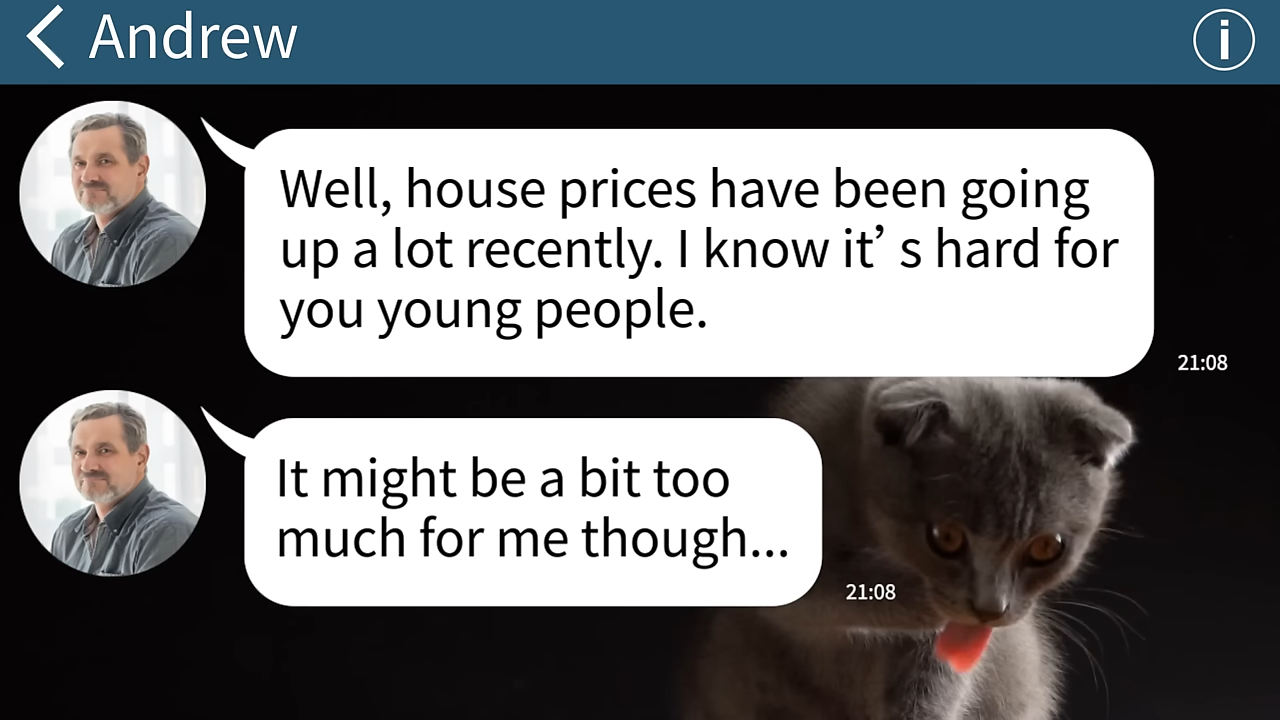 Andrew
Well, house prices have been going
up a lot recently. I know it’ s hard for
you young people.
21:08
It might be a bit too
much for me though...
21:08